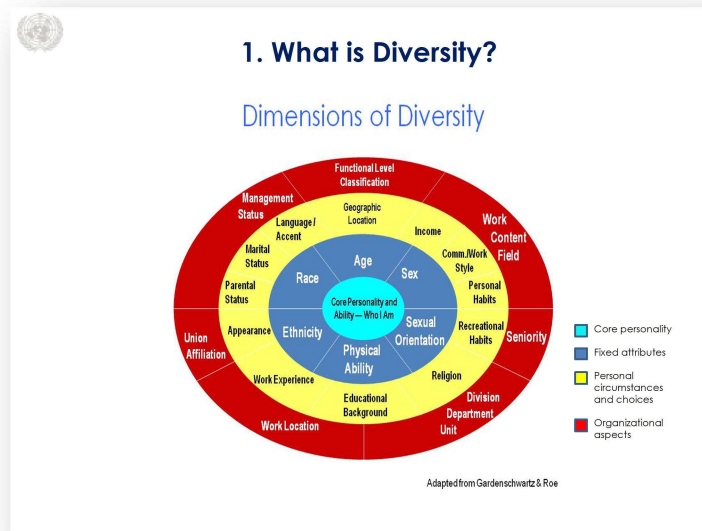 1. What is Diversity?
Dimensions of Diversity
Functional Level
Classification
Management
Status
Work
Content
Field
Seniority
Division
Department
Unit
Work Location
Union
Affiliation
Geographic
Location
Income
Comm./Work
Style
Personal
Habits
Recreational
Habits
Religion
Educational
Background
Work Experience
Appearance
Parental
Status
Marital
Status
Language /
Accent
Age
Sex
Sexual
Orientation
Physical
Ability
Ethnicity
Race
Core Personality and
Ability — Who I Am
Core personality
Fixed attributes
Personal
circumstances
and choices
Organizational
aspects
Adapted from Gardenschwartz & Roe